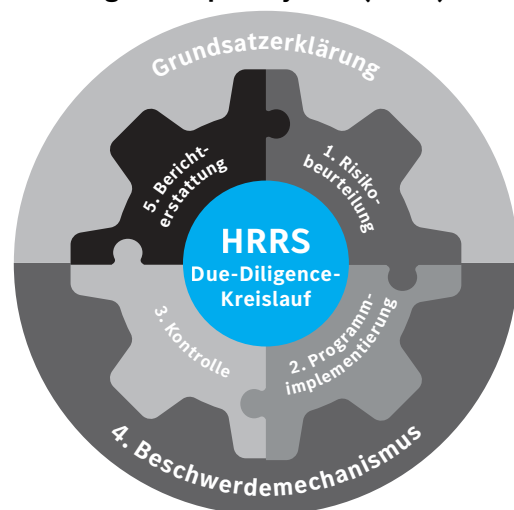 Grundsatzerklärung
1. Risiko-
beurteilung
5. Bericht-
erstattung
HRRS
Due-Diligence-
Kreislauf
3. Kontrolle
2. Programm-
implementierung
4. Beschwerdemechanismus